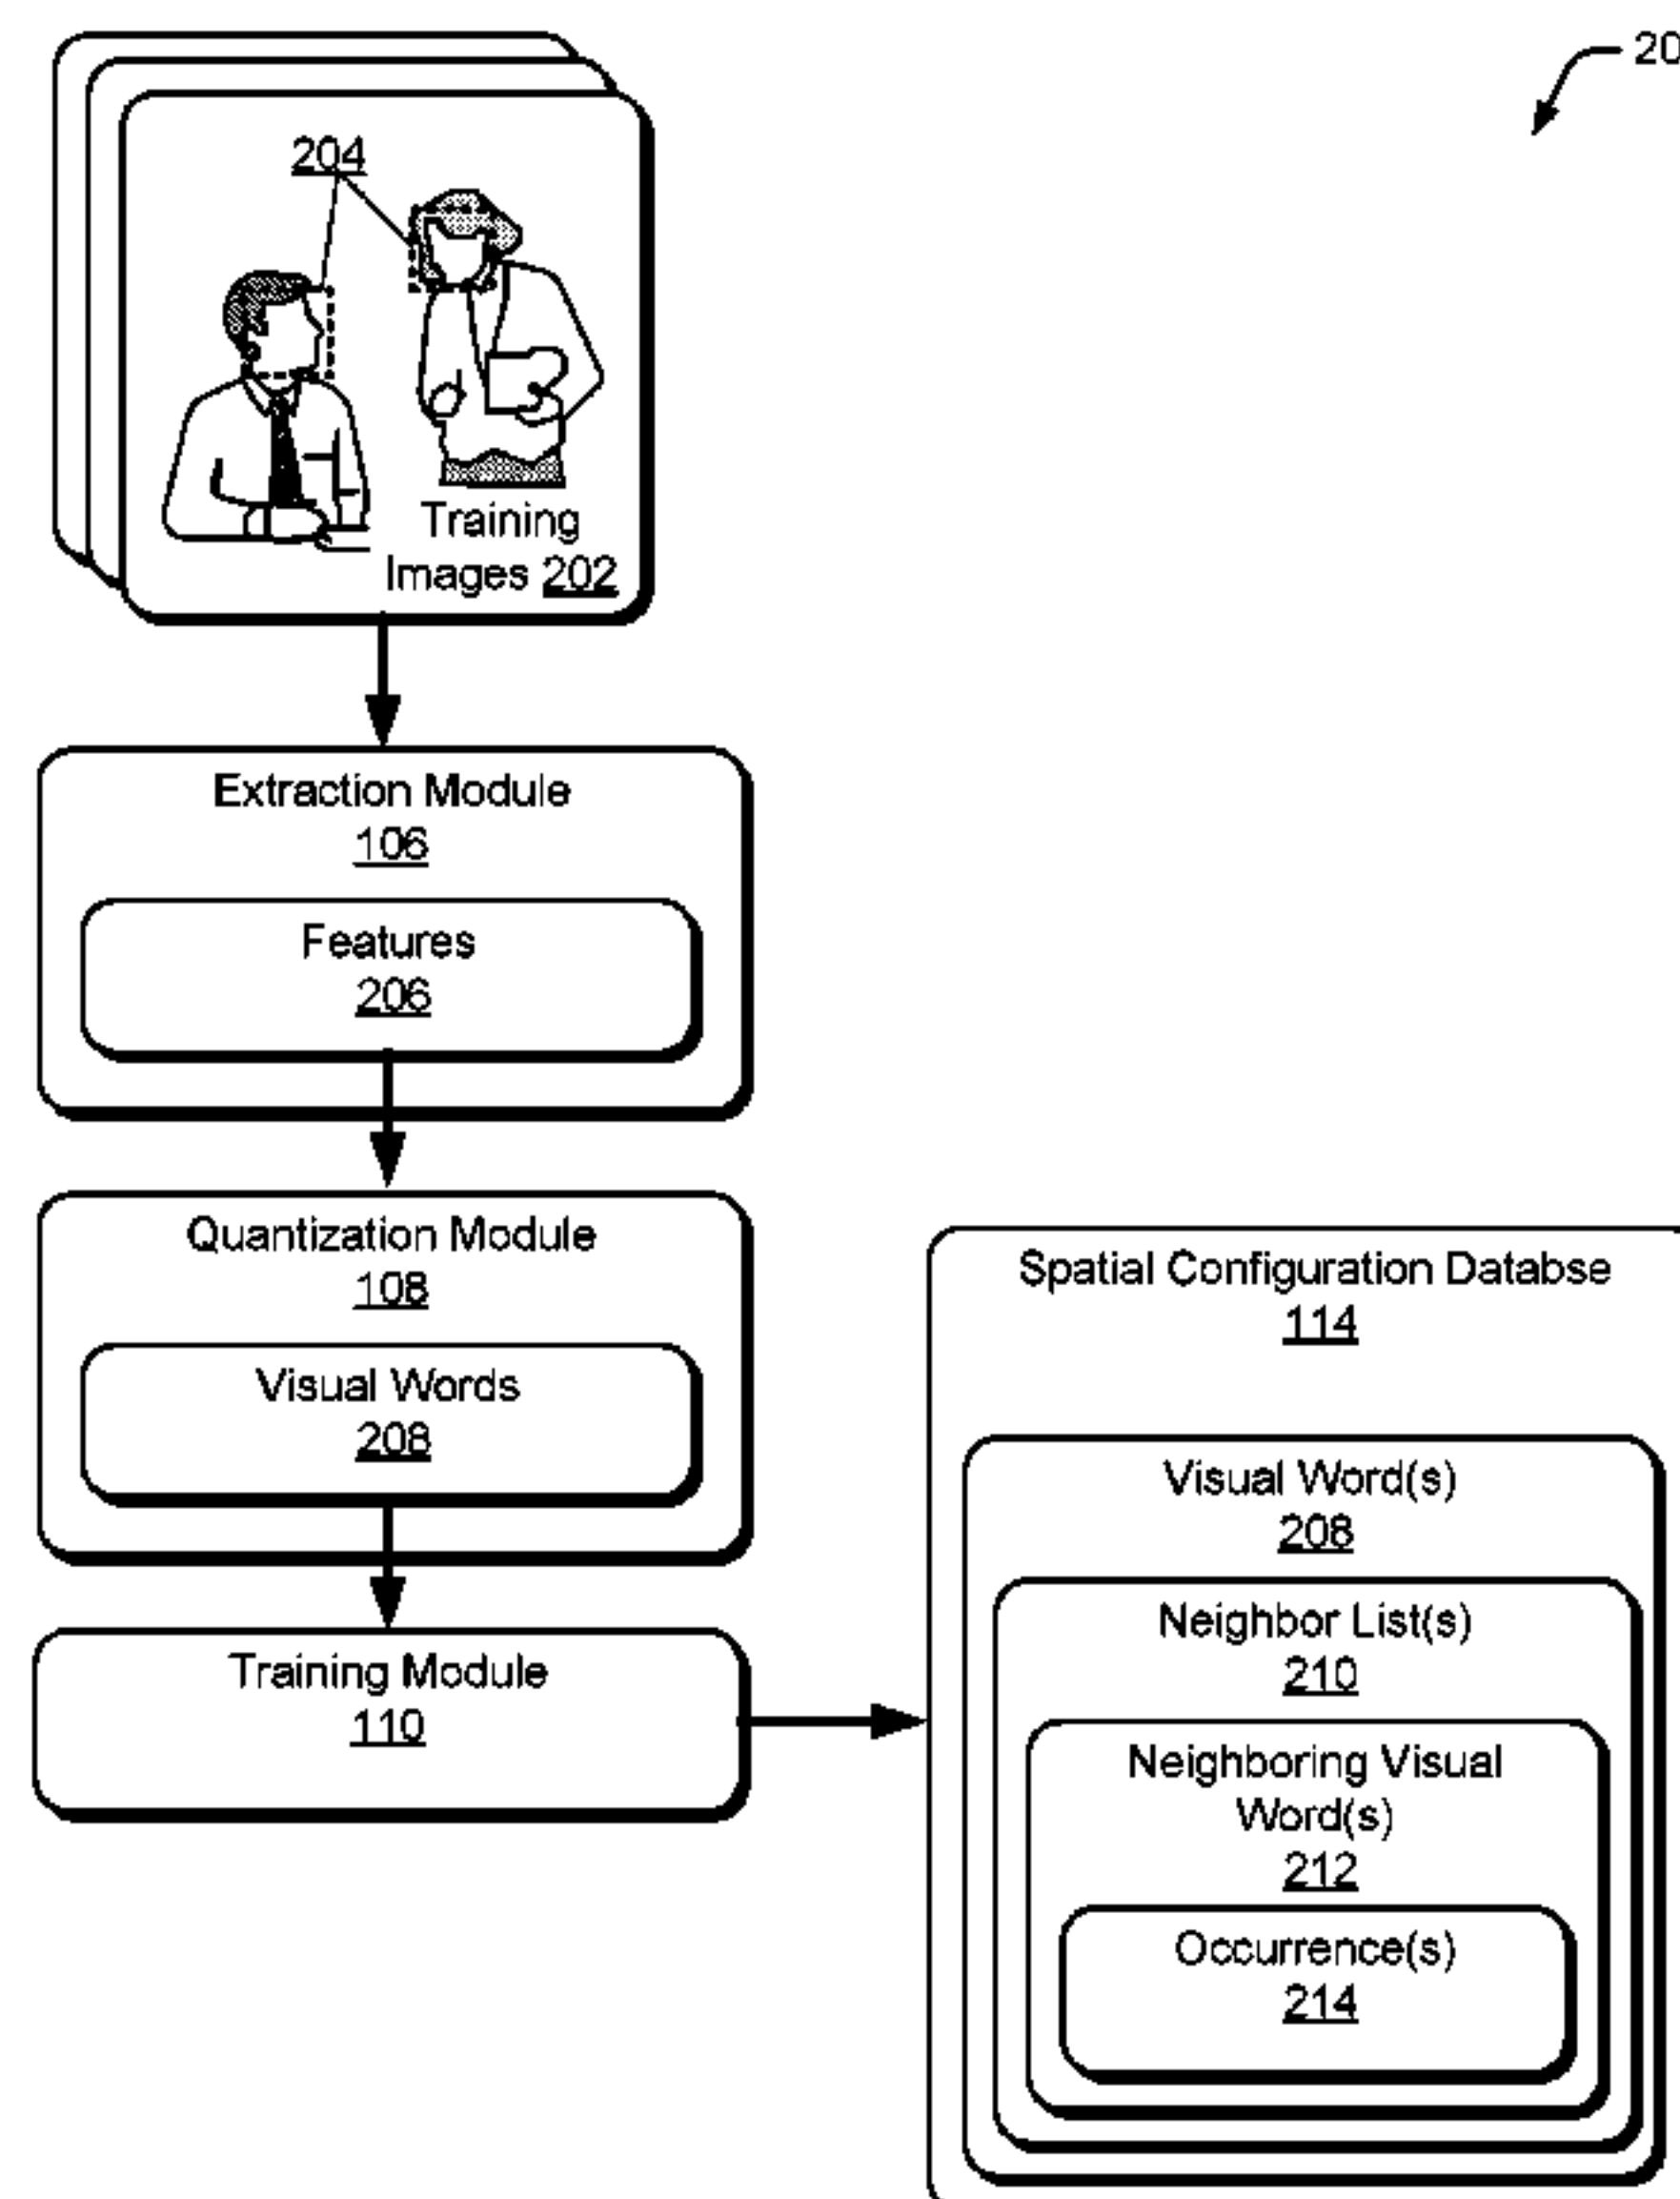 20
204
Training
Images 202
Extraction Module
106
Features
206
Quantization Module
108
Visual Words
208
Training Module
110
Spatial Configuration Databse
114
Visual Word(s)
208
Neighbor List(s)
210
Neighboring Visual
Word(s)
212
Occurrence(s)
214